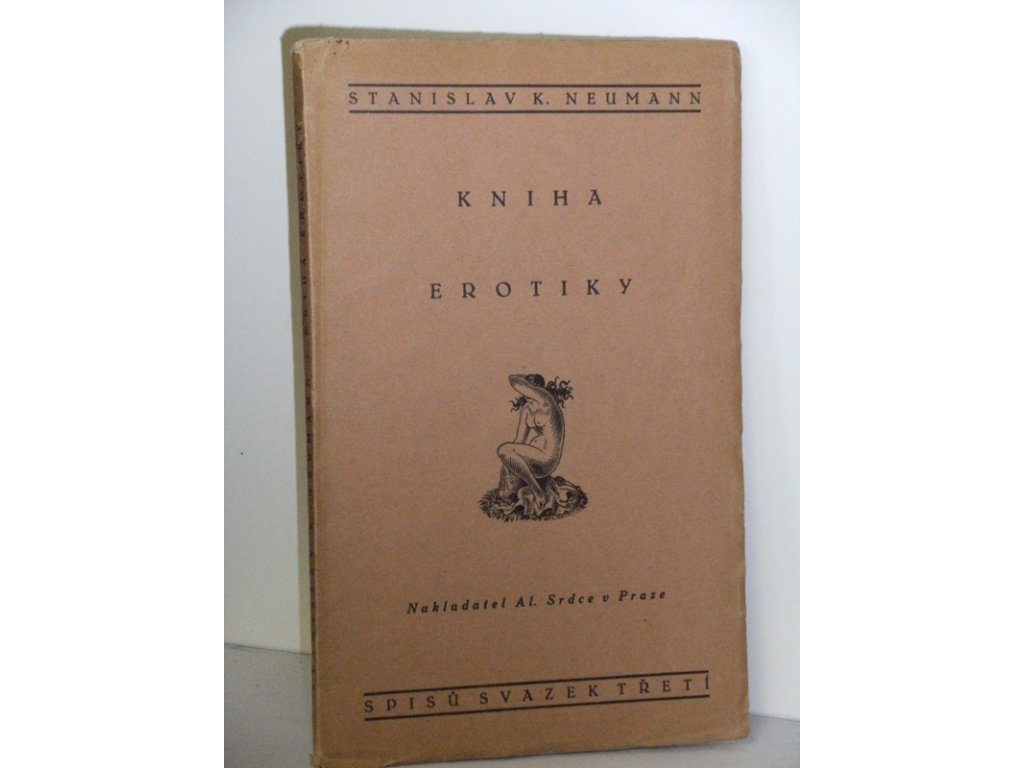 STANISLAV K. NEUMANN
KNIHA
EROTIKY
Nakladatel Al. Srdce v Praze
SPISŮ SVAZEK TŘETÍ